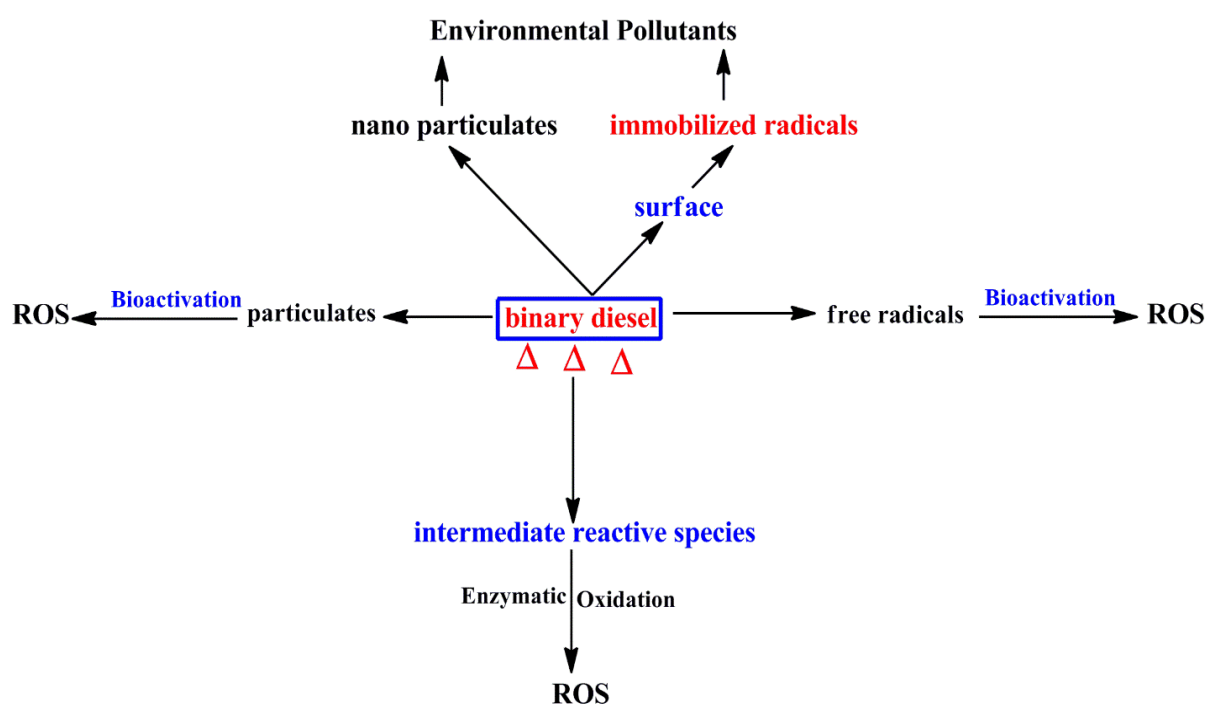 Environmental Pollutants
nano particulates
immobilized radicals
surface
ROS
Bioactivation
particulates
binary diesel
free radicals
Bioactivation
ROS
Δ Δ Δ
intermediate reactive species
Enzymatic Oxidation
ROS